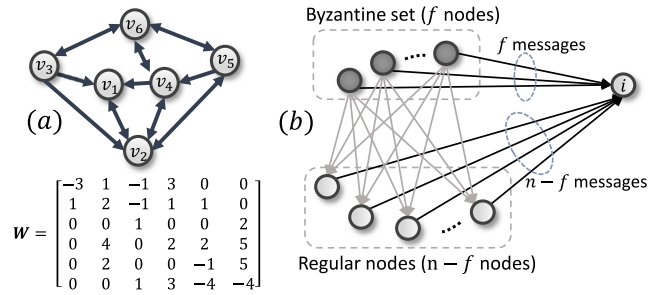 Byzantine set (f nodes)
f messages
v₆
v₃
v₅
v₁
v₄
v₂
(a)
(b)
i
n − f messages
Regular nodes (n − f nodes)
W =
−3 1 −1 3 0 0
1 2 −1 1 1 0
0 0 1 0 0 2
0 4 0 2 2 5
0 2 0 0 −1 5
0 0 1 3 −4 −4